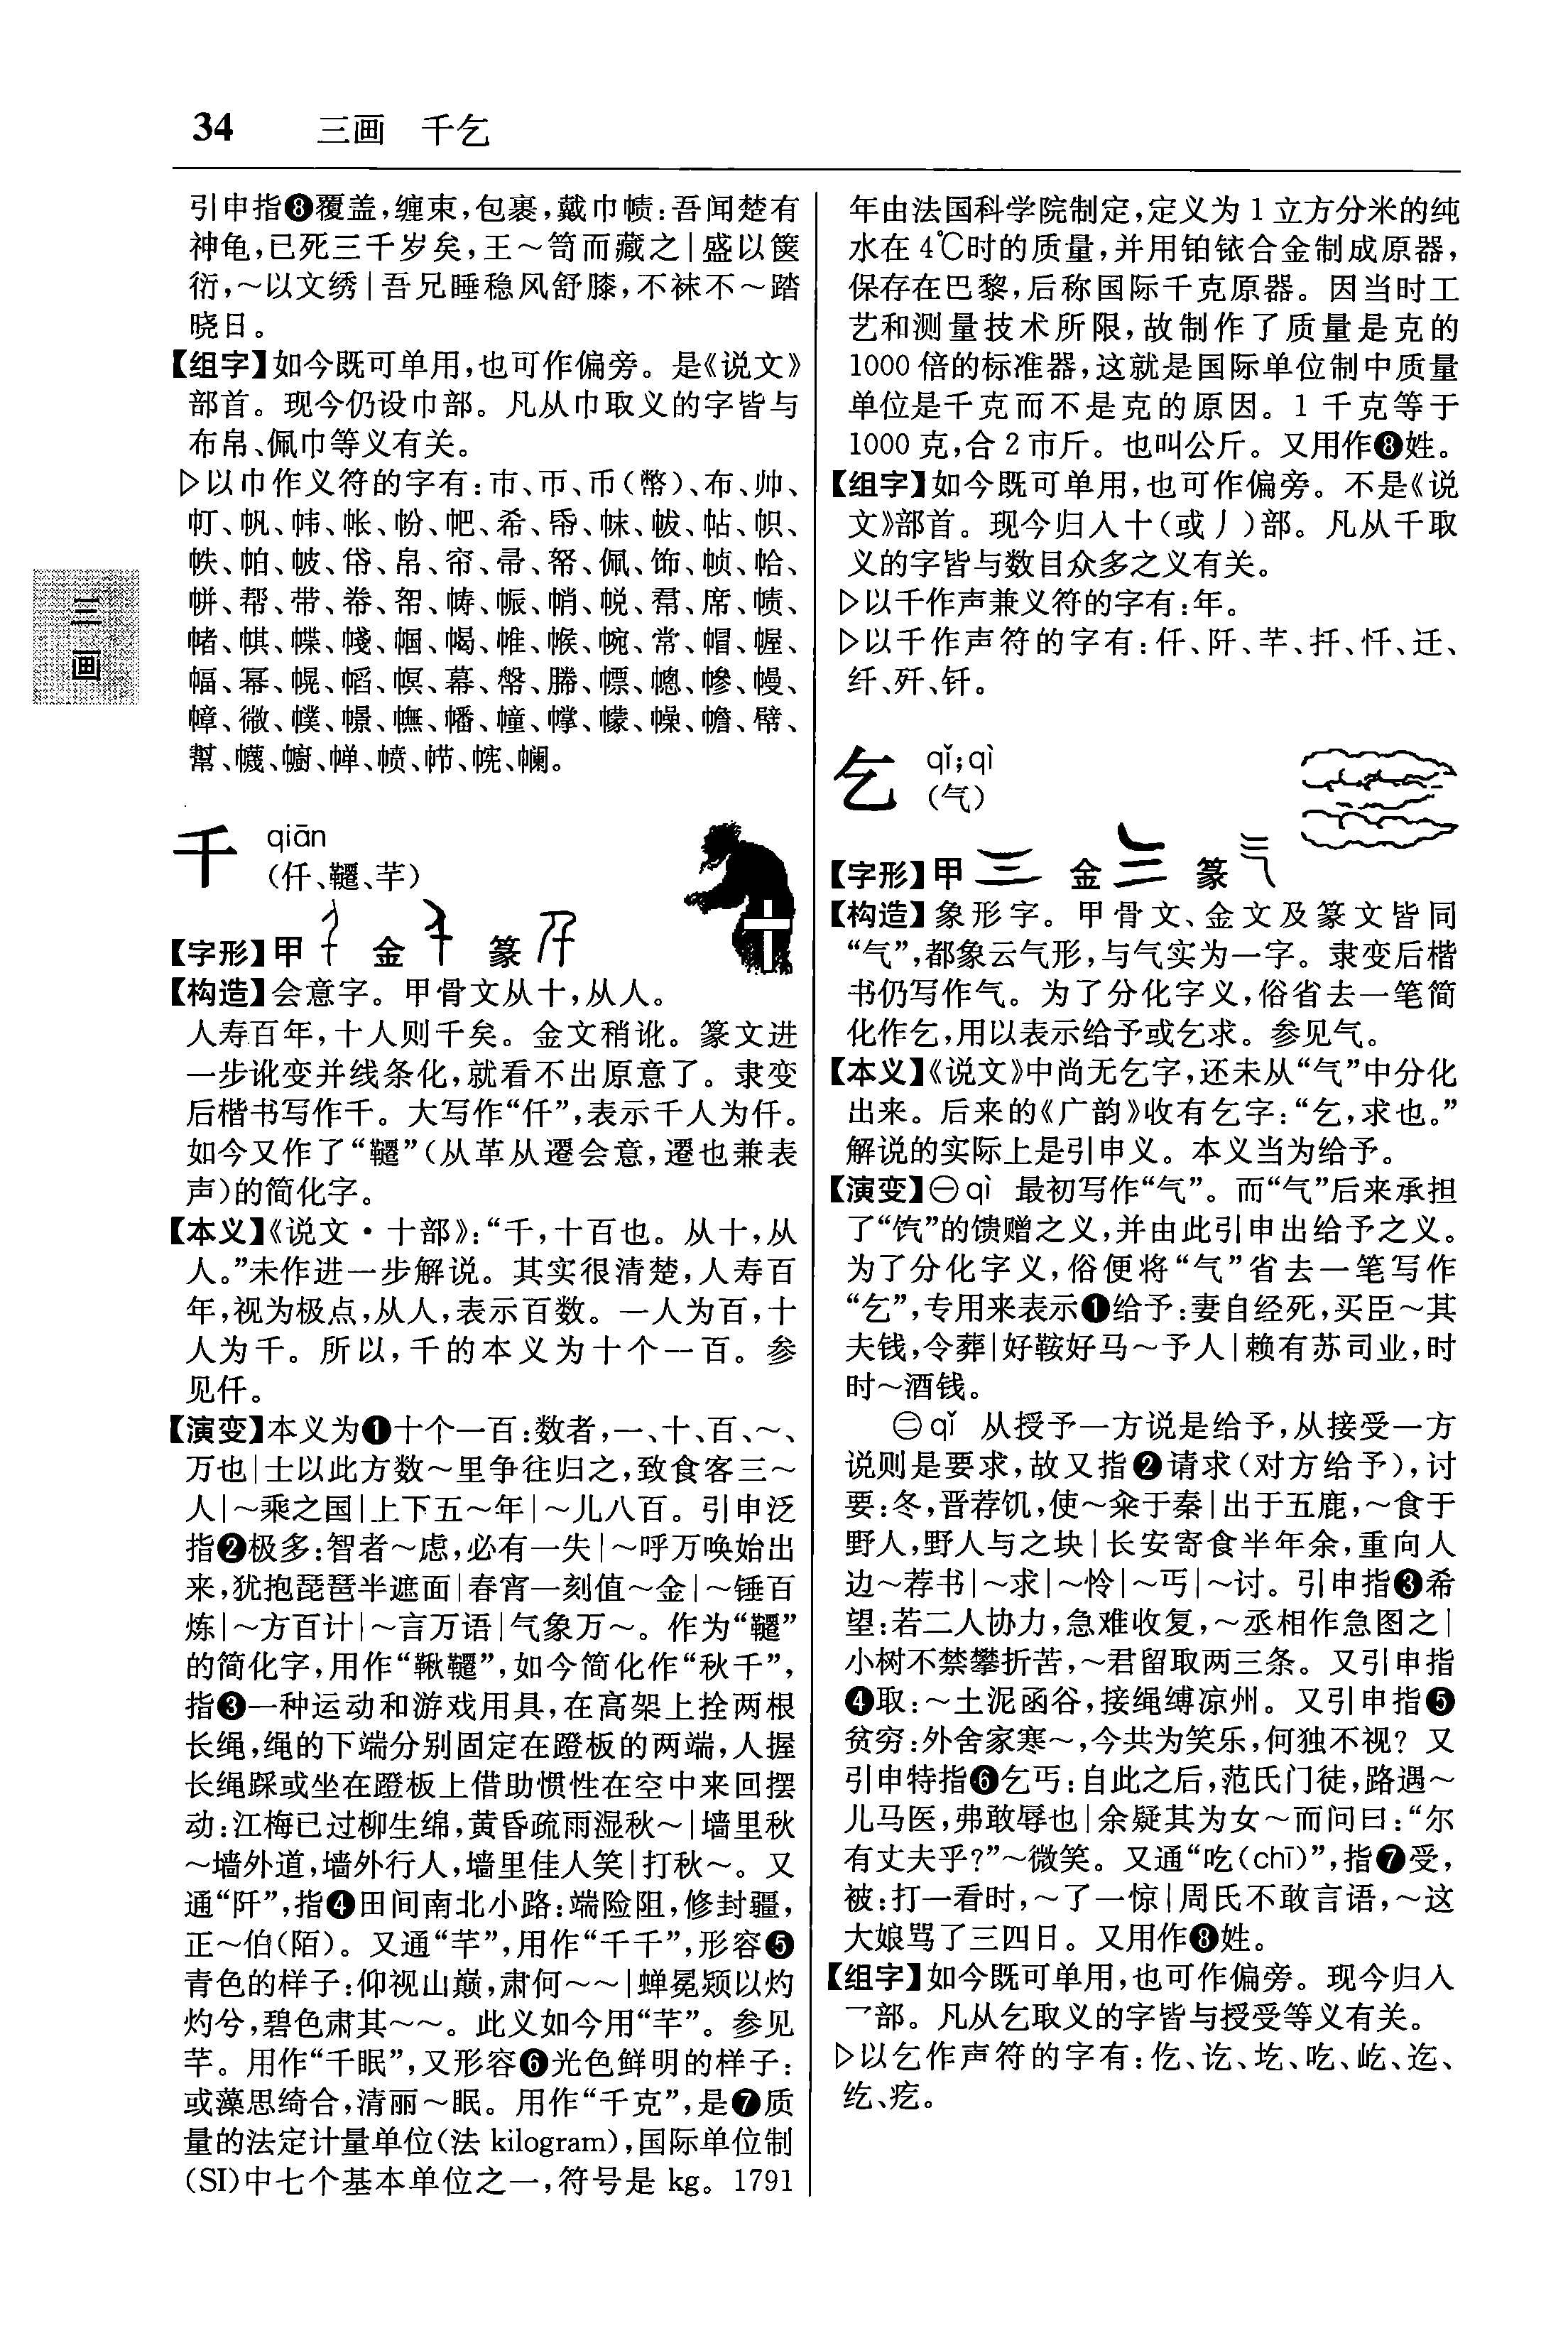 34 三画 千乞
三画
引申指❽覆盖,缠束,包裹,戴巾帻:吾闻楚有
神龟,已死三千岁矣,王～笥而藏之|盛以箧
衍,～以文绣|吾兄睡稳风舒膝,不袜不～踏
晓日。
【组字】如今既可单用,也可作偏旁。是《说文》
部首。现今仍设巾部。凡从巾取义的字皆与
布帛、佩巾等义有关。
▷以巾作义符的字有:市、帀、币(幣)、布、帅、
帄、帆、帏、帐、帉、帊、希、帋、帓、帗、帖、帜、
帙、帕、帔、帒、帛、帘、帚、帑、佩、饰、帧、帢、
帡、帮、带、帣、帤、帱、帪、帩、帨、帬、席、帻、
帾、帺、幉、帴、帼、㡤、帷、帿、帵、常、帽、幄、
幅、幂、幌、幍、幎、幕、幋、幐、幖、幒、幓、幔、
幛、幑、幞、幜、幠、幡、幢、幥、幪、幧、幨、幦、
幫、幭、幮、幝、帻、帨、幱。
千 qiān
(仟、韆、芊)
【字形】甲 金 篆
【构造】会意字。甲骨文从十,从人。
人寿百年,十人则千矣。金文稍讹。篆文进
一步讹变并线条化,就看不出原意了。隶变
后楷书写作千。大写作“仟”,表示千人为仟。
如今又作了“韆”(从革从遷会意,遷也兼表
声)的简化字。
【本义】《说文·十部》:“千,十百也。从十,从
人。”未作进一步解说。其实很清楚,人寿百
年,视为极点,从人,表示百数。一人为百,十
人为千。所以,千的本义为十个一百。参
见仟。
【演变】本义为❶十个一百:数者,一、十、百、～、
万也|士以此方数～里争往归之,致食客三～
人|～乘之国|上下五～年|～儿八百。引申泛
指❷极多:智者～虑,必有一失|～呼万唤始出
来,犹抱琵琶半遮面|春宵一刻值～金|～锤百
炼|～方百计|～言万语|气象万～。作为“韆”
的简化字,用作“鞦韆”,如今简化作“秋千”,
指❸一种运动和游戏用具,在高架上拴两根
长绳,绳的下端分别固定在蹬板的两端,人握
长绳踩或坐在蹬板上借助惯性在空中来回摆
动:江梅已过柳生绵,黄昏疏雨湿秋～|墙里秋
～墙外道,墙外行人,墙里佳人笑|打秋～。又
通“阡”,指❹田间南北小路:端险阻,修封疆,
正～伯(陌)。又通“芊”,用作“千千”,形容❺
青色的样子:仰视山巅,肃何～～|蝉冕颎以灼
灼兮,碧色肃其～～。此义如今用“芊”。参见
芊。用作“千眠”,又形容❻光色鲜明的样子:
或藻思绮合,清丽～眠。用作“千克”,是❼质
量的法定计量单位(法 kilogram),国际单位制
(SI)中七个基本单位之一,符号是 kg。1791
年由法国科学院制定,定义为 1 立方分米的纯
水在 4℃时的质量,并用铂铱合金制成原器,
保存在巴黎,后称国际千克原器。因当时工
艺和测量技术所限,故制作了质量是克的
1000 倍的标准器,这就是国际单位制中质量
单位是千克而不是克的原因。1 千克等于
1000 克,合 2 市斤。也叫公斤。又用作❽姓。
【组字】如今既可单用,也可作偏旁。不是《说
文》部首。现今归入十(或丿)部。凡从千取
义的字皆与数目众多之义有关。
▷以千作声兼义符的字有:年。
▷以千作声符的字有:仟、阡、芊、扦、忏、迁、
纤、歼、钎。
乞 qǐ;qì
(气)
【字形】甲 金 篆
【构造】象形字。甲骨文、金文及篆文皆同
“气”,都象云气形,与气实为一字。隶变后楷
书仍写作气。为了分化字义,俗省去一笔简
化作乞,用以表示给予或乞求。参见气。
【本义】《说文》中尚无乞字,还未从“气”中分化
出来。后来的《广韵》收有乞字:“乞,求也。”
解说的实际上是引申义。本义当为给予。
【演变】㊀qì 最初写作“气”。而“气”后来承担
了“饩”的馈赠之义,并由此引申出给予之义。
为了分化字义,俗便将“气”省去一笔写作
“乞”,专用来表示❶给予:妻自经死,买臣～其
夫钱,令葬|好鞍好马～予人|赖有苏司业,时
时～酒钱。
㊁qǐ 从授予一方说是给予,从接受一方
说则是要求,故又指❷请求(对方给予),讨
要:冬,晋荐饥,使～籴于秦|出于五鹿,～食于
野人,野人与之块|长安寄食半年余,重向人
边～荐书|～求|～怜|～丐|～讨。引申指❸希
望:若二人协力,急难收复,～丞相作急图之|
小树不禁攀折苦,～君留取两三条。又引申指
❹取:～土泥函谷,接绳缚凉州。又引申指❺
贫穷:外舍家寒～,今共为笑乐,何独不视?又
引申特指❻乞丐:自此之后,范氏门徒,路遇～
儿马医,弗敢辱也|余疑其为女～而问曰:“尔
有丈夫乎?”～微笑。又通“吃(chī)”,指❼受,
被:打一看时,～了一惊|周氏不敢言语,～这
大娘骂了三四日。又用作❽姓。
【组字】如今既可单用,也可作偏旁。现今归入
乛部。凡从乞取义的字皆与授受等义有关。
▷以乞作声符的字有:仡、讫、圪、吃、屹、迄、
纥、疙。